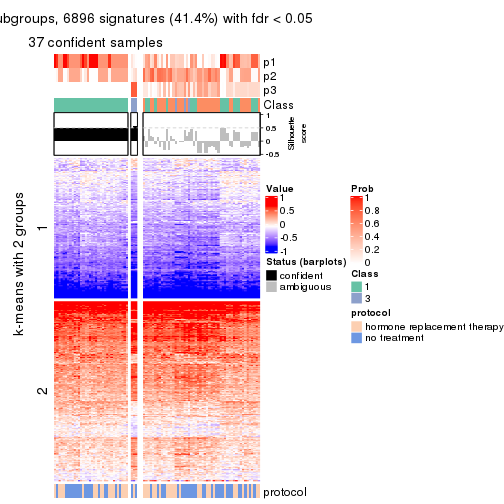 ubgroups, 6896 signatures (41.4%) with fdr < 0.05
37 confident samples
p1
p2
p3
Class
1
0.5
0
-0.5
Silhouette
score
k-means with 2 groups
1
2
protocol
Value
1
0.5
0
-0.5
-1
Status (barplots)
confident
ambiguous
Prob
1
0.8
0.6
0.4
0.2
0
Class
1
3
protocol
hormone replacement therapy
no treatment